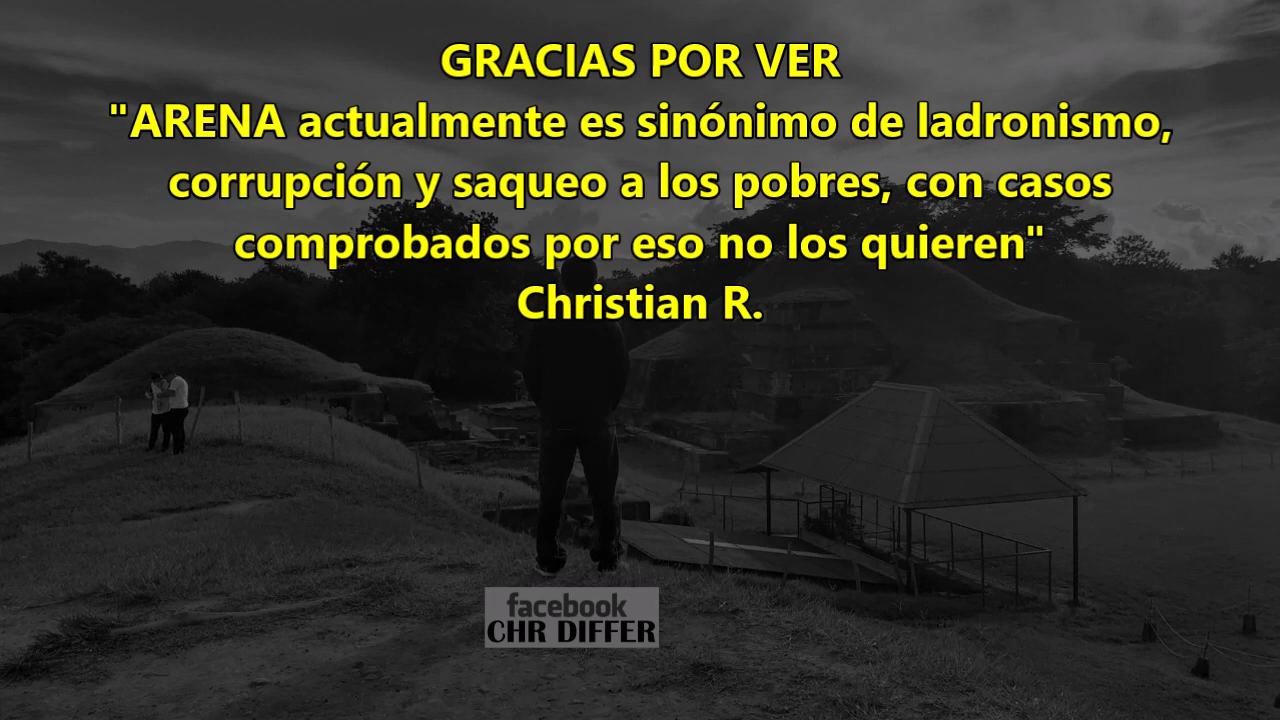 GRACIAS POR VER
"ARENA actualmente es sinónimo de ladronismo,
corrupción y saqueo a los pobres, con casos
comprobados por eso no los quieren"
Christian R.
facebook
CHR DIFFER